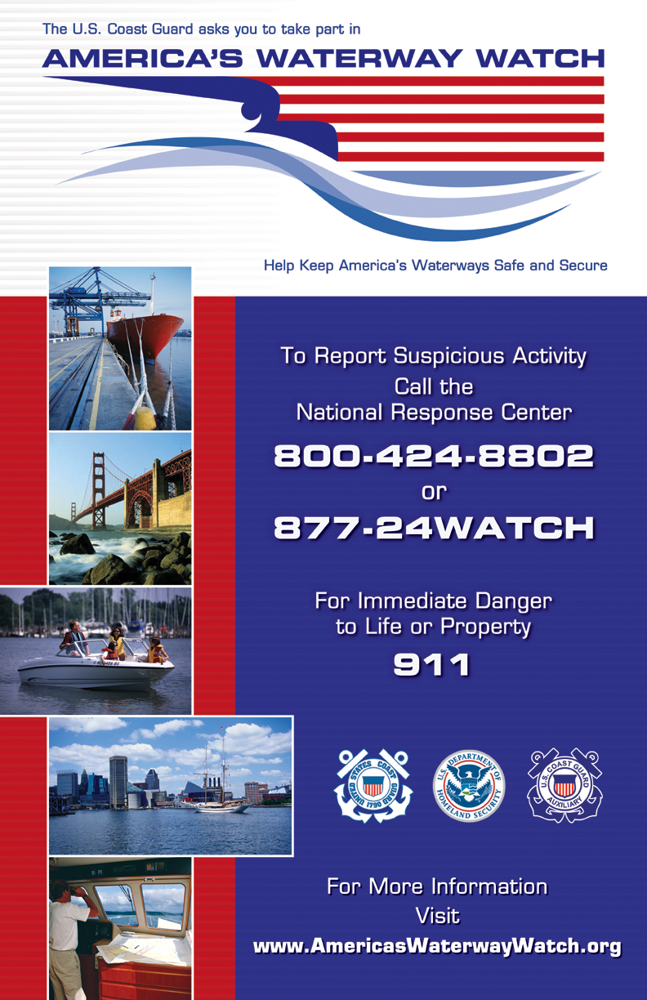 The U.S. Coast Guard asks you to take part in
AMERICA'S WATERWAY WATCH
Help Keep America's Waterways Safe and Secure
To Report Suspicious Activity
Call the
National Response Center
800-424-8802
or
877-24WATCH
For Immediate Danger
to Life or Property
911
UNITED STATES COAST GUARD 1790
U.S. DEPARTMENT OF HOMELAND SECURITY
U.S. COAST GUARD AUXILIARY
For More Information
Visit
www.AmericasWaterwayWatch.org